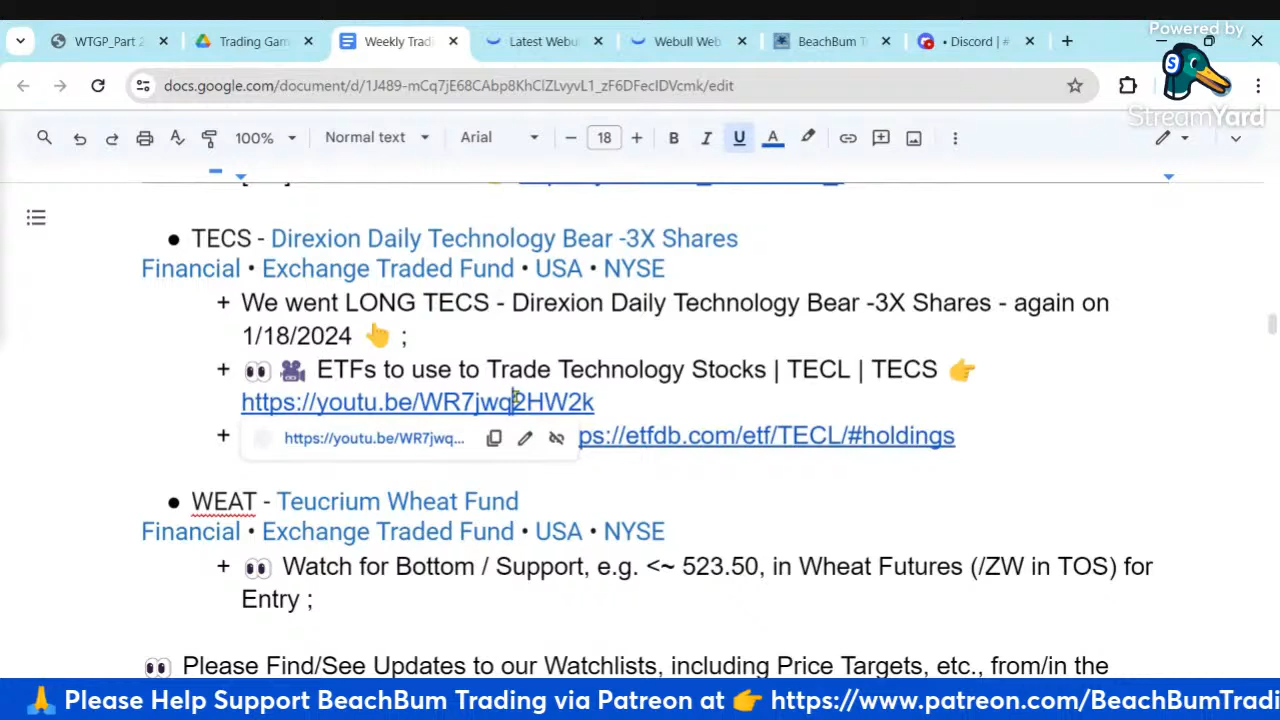 Powered by
WTGP_Part 2
Trading Gam
Weekly Tradi
Latest Webu
Webull Web
BeachBum T
• Discord | #
docs.google.com/document/d/1J489-mCq7jE6BCAbp8KhClZLvyvL1_zF6DFecIDVcmk/edit
StreamYard
100%
Normal text
Arial
18
B
I
U
A
● TECS - Direxion Daily Technology Bear -3X Shares
Financial • Exchange Traded Fund • USA • NYSE
+ We went LONG TECS - Direxion Daily Technology Bear -3X Shares - again on
1/18/2024 👆 ;
+ 👀 🎥 ETFs to use to Trade Technology Stocks | TECL | TECS 👉
https://youtu.be/WR7jwq2HW2k
+ ps://etfdb.com/etf/TECL/#holdings
https://youtu.be/WR7jwq...
● WEAT - Teucrium Wheat Fund
Financial • Exchange Traded Fund • USA • NYSE
+ 👀 Watch for Bottom / Support, e.g. <~ 523.50, in Wheat Futures (/ZW in TOS) for
Entry ;
👀 Please Find/See Updates to our Watchlists, including Price Targets, etc., from/in the
🙏 Please Help Support BeachBum Trading via Patreon at 👉 https://www.patreon.com/BeachBumTradi